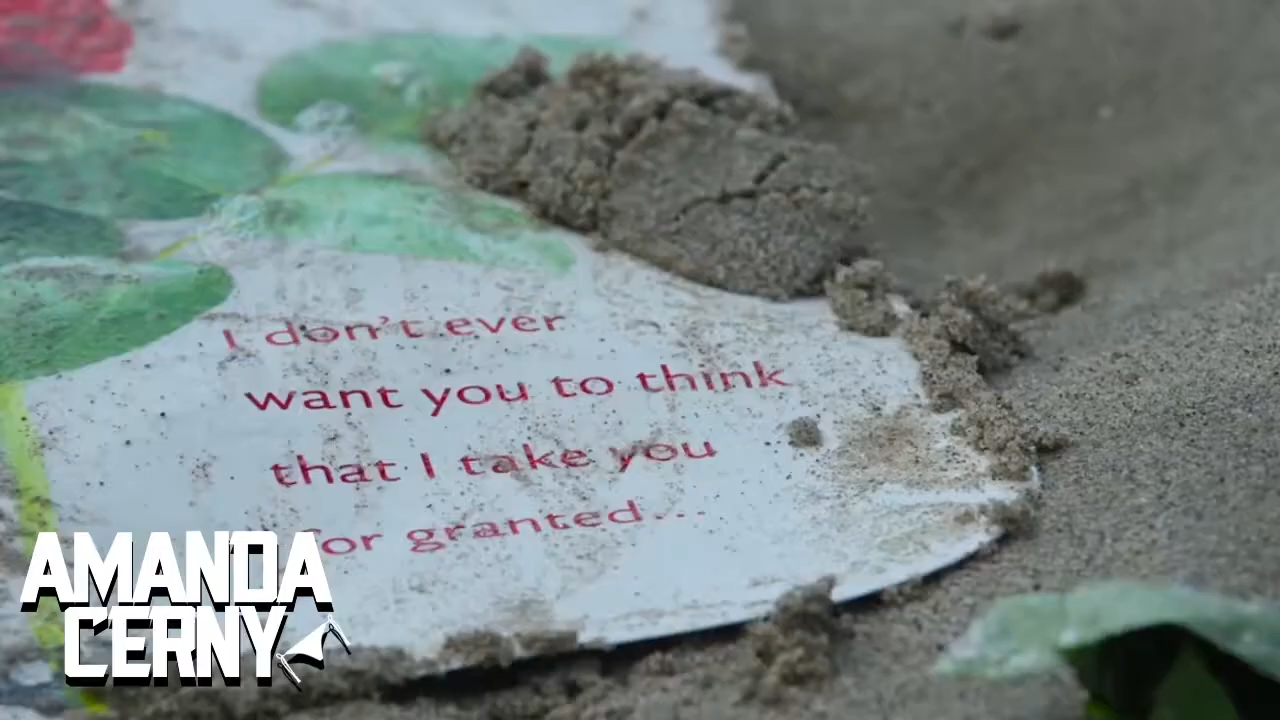 I don't ever
want you to think
that I take you
for granted...
AMANDA
CERNY